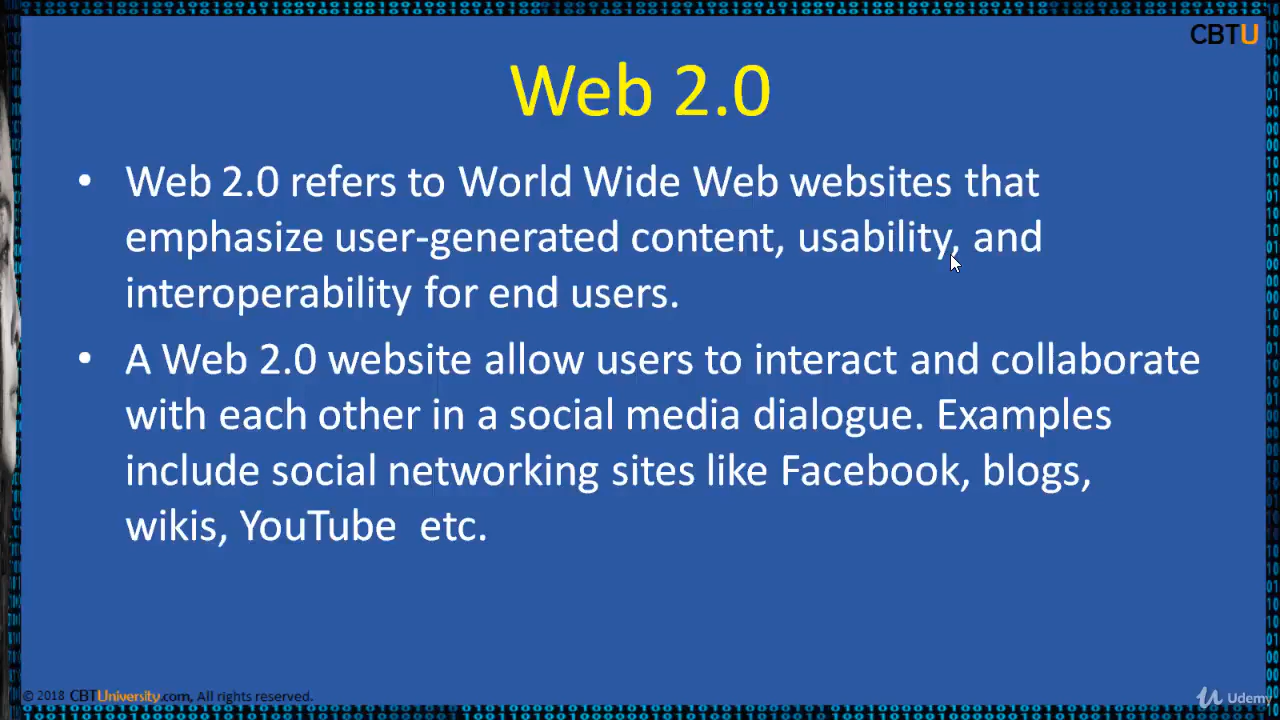 CBTU
Web 2.0
• Web 2.0 refers to World Wide Web websites that
emphasize user-generated content, usability, and
interoperability for end users.
• A Web 2.0 website allow users to interact and collaborate
with each other in a social media dialogue. Examples
include social networking sites like Facebook, blogs,
wikis, YouTube etc.
© 2018 CBTUniversity.com, All rights reserved.
Udemy